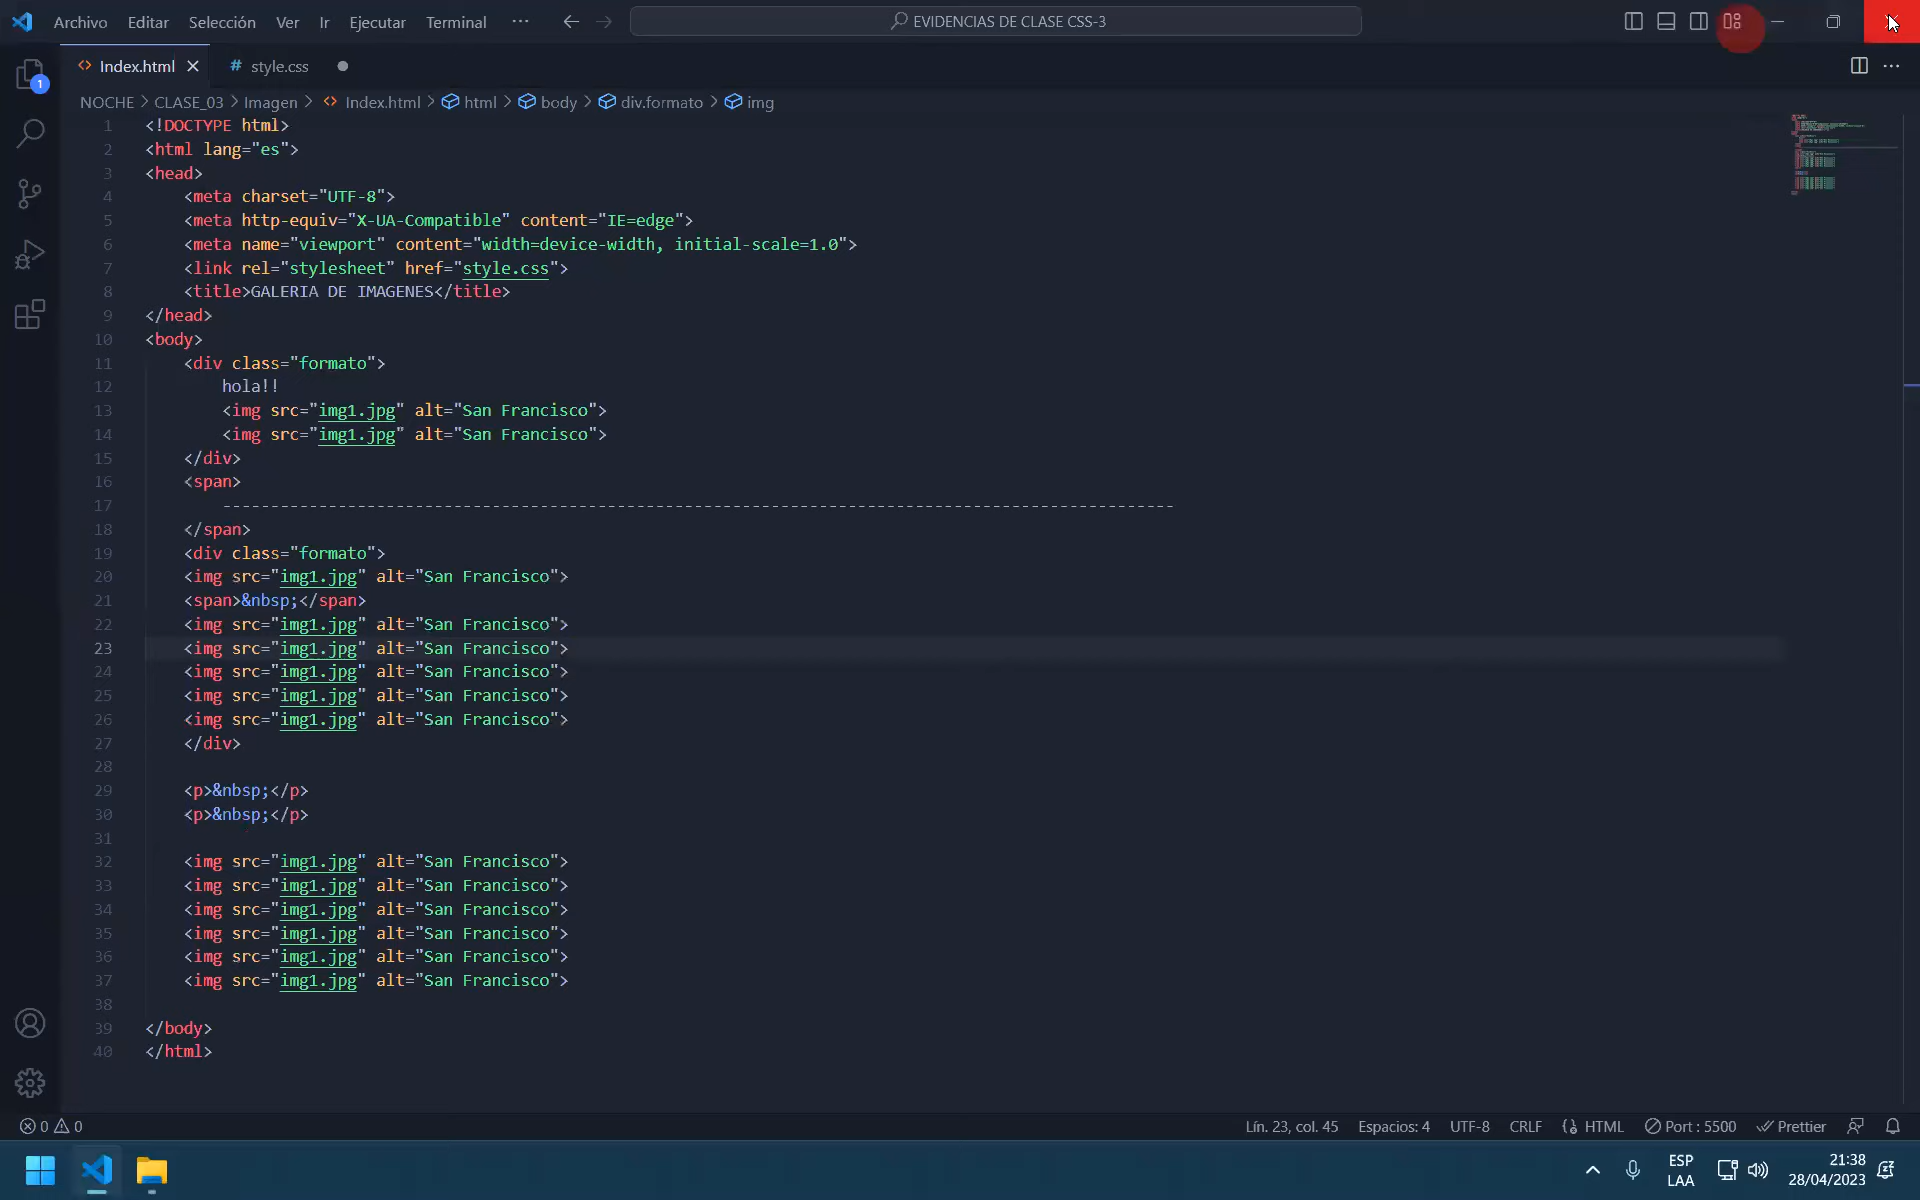 Archivo Editar Selección Ver Ir Ejecutar Terminal ··· EVIDENCIAS DE CLASE CSS-3
1 Index.html # style.css
NOCHE > CLASE_03 > Imagen > Index.html > html > body > div.formato > img
1 <!DOCTYPE html>
2 <html lang="es">
3 <head>
4 <meta charset="UTF-8">
5 <meta http-equiv="X-UA-Compatible" content="IE=edge">
6 <meta name="viewport" content="width=device-width, initial-scale=1.0">
7 <link rel="stylesheet" href="style.css">
8 <title>GALERIA DE IMAGENES</title>
9 </head>
10 <body>
11 <div class="formato">
12 hola!!
13 <img src="img1.jpg" alt="San Francisco">
14 <img src="img1.jpg" alt="San Francisco">
15 </div>
16 <span>
17 ---------------------------------------------------------------------------------------------------
18 </span>
19 <div class="formato">
20 <img src="img1.jpg" alt="San Francisco">
21 <span>&nbsp;</span>
22 <img src="img1.jpg" alt="San Francisco">
23 <img src="img1.jpg" alt="San Francisco">
24 <img src="img1.jpg" alt="San Francisco">
25 <img src="img1.jpg" alt="San Francisco">
26 <img src="img1.jpg" alt="San Francisco">
27 </div>
28
29 <p>&nbsp;</p>
30 <p>&nbsp;</p>
31
32 <img src="img1.jpg" alt="San Francisco">
33 <img src="img1.jpg" alt="San Francisco">
34 <img src="img1.jpg" alt="San Francisco">
35 <img src="img1.jpg" alt="San Francisco">
36 <img src="img1.jpg" alt="San Francisco">
37 <img src="img1.jpg" alt="San Francisco">
38
39 </body>
40 </html>
0 0 Lín. 23, col. 45 Espacios: 4 UTF-8 CRLF HTML Port : 5500 Prettier
ESP 21:38
LAA 28/04/2023